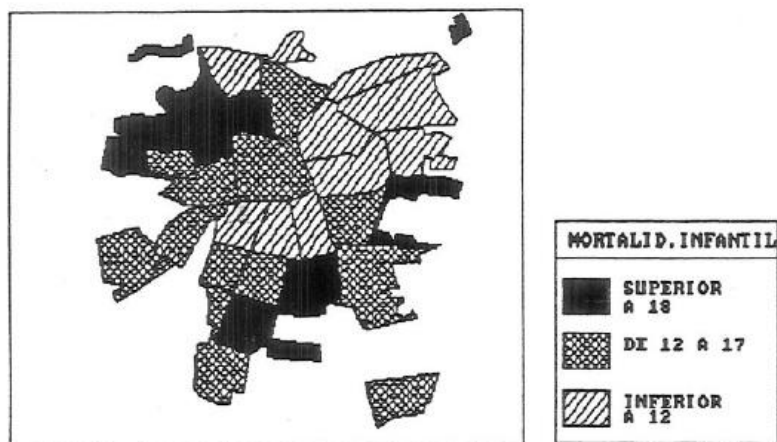 MORTALID.INFANTIL
SUPERIOR
A 18
DE 12 A 17
INFERIOR
A 12